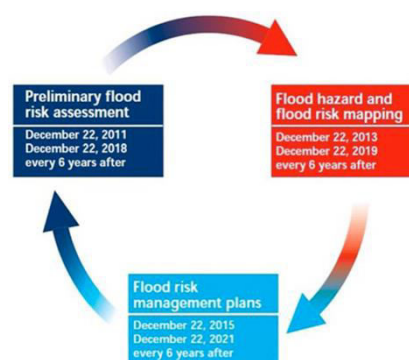 Preliminary flood
risk assessment
December 22, 2011
December 22, 2018
every 6 years after
Flood hazard and
flood risk mapping
December 22, 2013
December 22, 2019
every 6 years after
Flood risk
management plans
December 22, 2015
December 22, 2021
every 6 years after